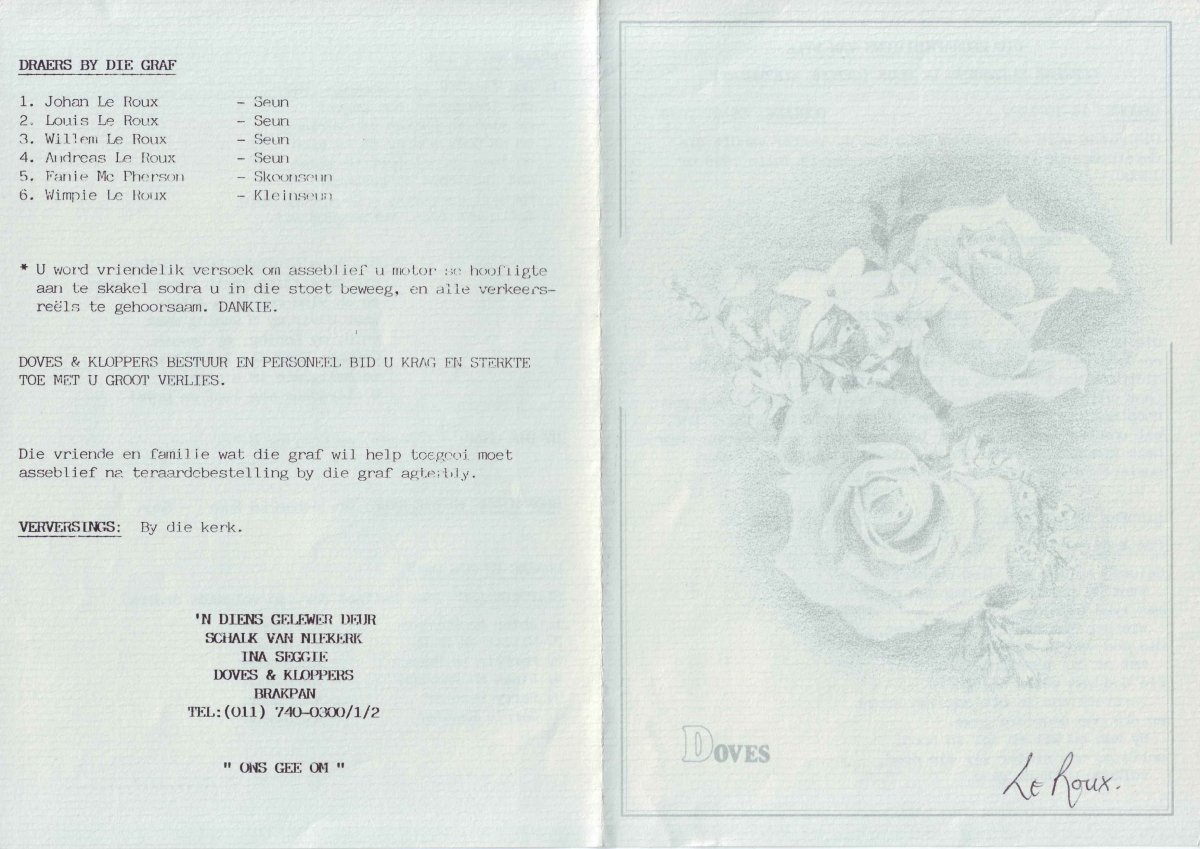 DRAERS BY DIE GRAF
1. Johan Le Roux - Seun
2. Louis Le Roux - Seun
3. Willem Le Roux - Seun
4. Andreas Le Roux - Seun
5. Fanie Mc Pherson - Skoonseun
6. Wimpie Le Roux - Kleinseun
* U word vriendelik versoek om asseblief u motor se hoofligte
aan te skakel sodra u in die stoet beweeg, en alle verkeers-
reëls te gehoorsaam. DANKIE.
DOVES & KLOPPERS BESTUUR EN PERSONEEL BID U KRAG EN STERKTE
TOE MET U GROOT VERLIES.
Die vriende en familie wat die graf wil help toegooi moet
asseblief na teraardebestelling by die graf agterbly.
VERVERSINGS: By die kerk.
'N DIENS GELEWER DEUR
SCHALK VAN NIEKERK
INA SEGGIE
DOVES & KLOPPERS
BRAKPAN
TEL:(011) 740-0300/1/2
" ONS GEE OM "
DOVES
Le Roux.